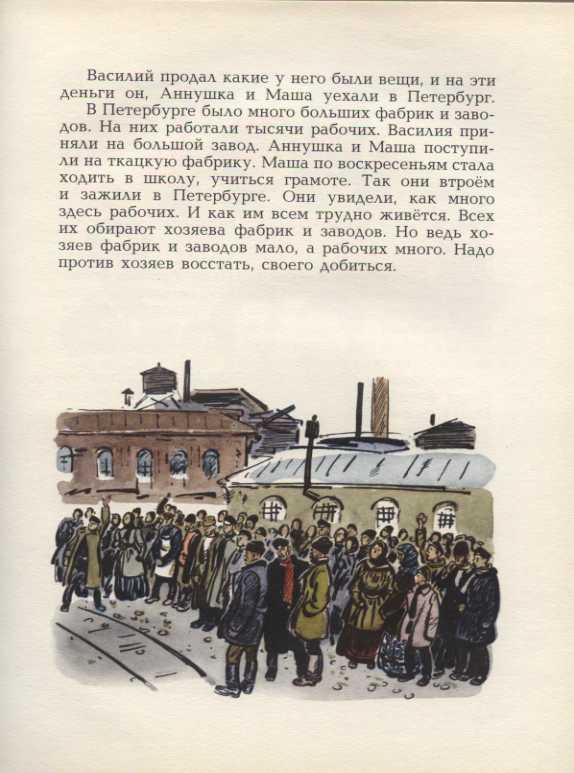 Василий продал какие у него были вещи, и на эти
деньги он, Аннушка и Маша уехали в Петербург.
В Петербурге было много больших фабрик и заво-
дов. На них работали тысячи рабочих. Василия при-
няли на большой завод. Аннушка и Маша поступи-
ли на ткацкую фабрику. Маша по воскресеньям стала
ходить в школу, учиться грамоте. Так они втроём
и зажили в Петербурге. Они увидели, как много
здесь рабочих. И как им всем трудно живётся. Всех
их обирают хозяева фабрик и заводов. Но ведь хо-
зяев фабрик и заводов мало, а рабочих много. Надо
против хозяев восстать, своего добиться.